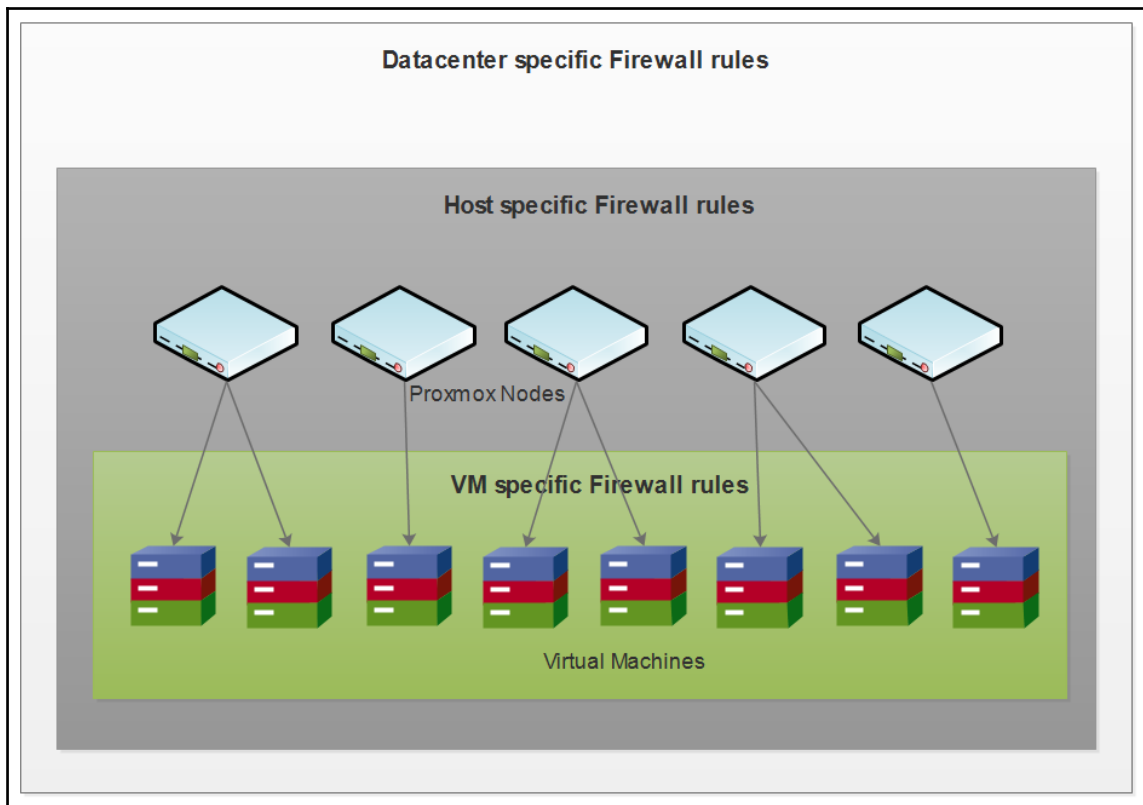 Datacenter specific Firewall rules
Host specific Firewall rules
Proxmox Nodes
VM specific Firewall rules
Virtual Machines